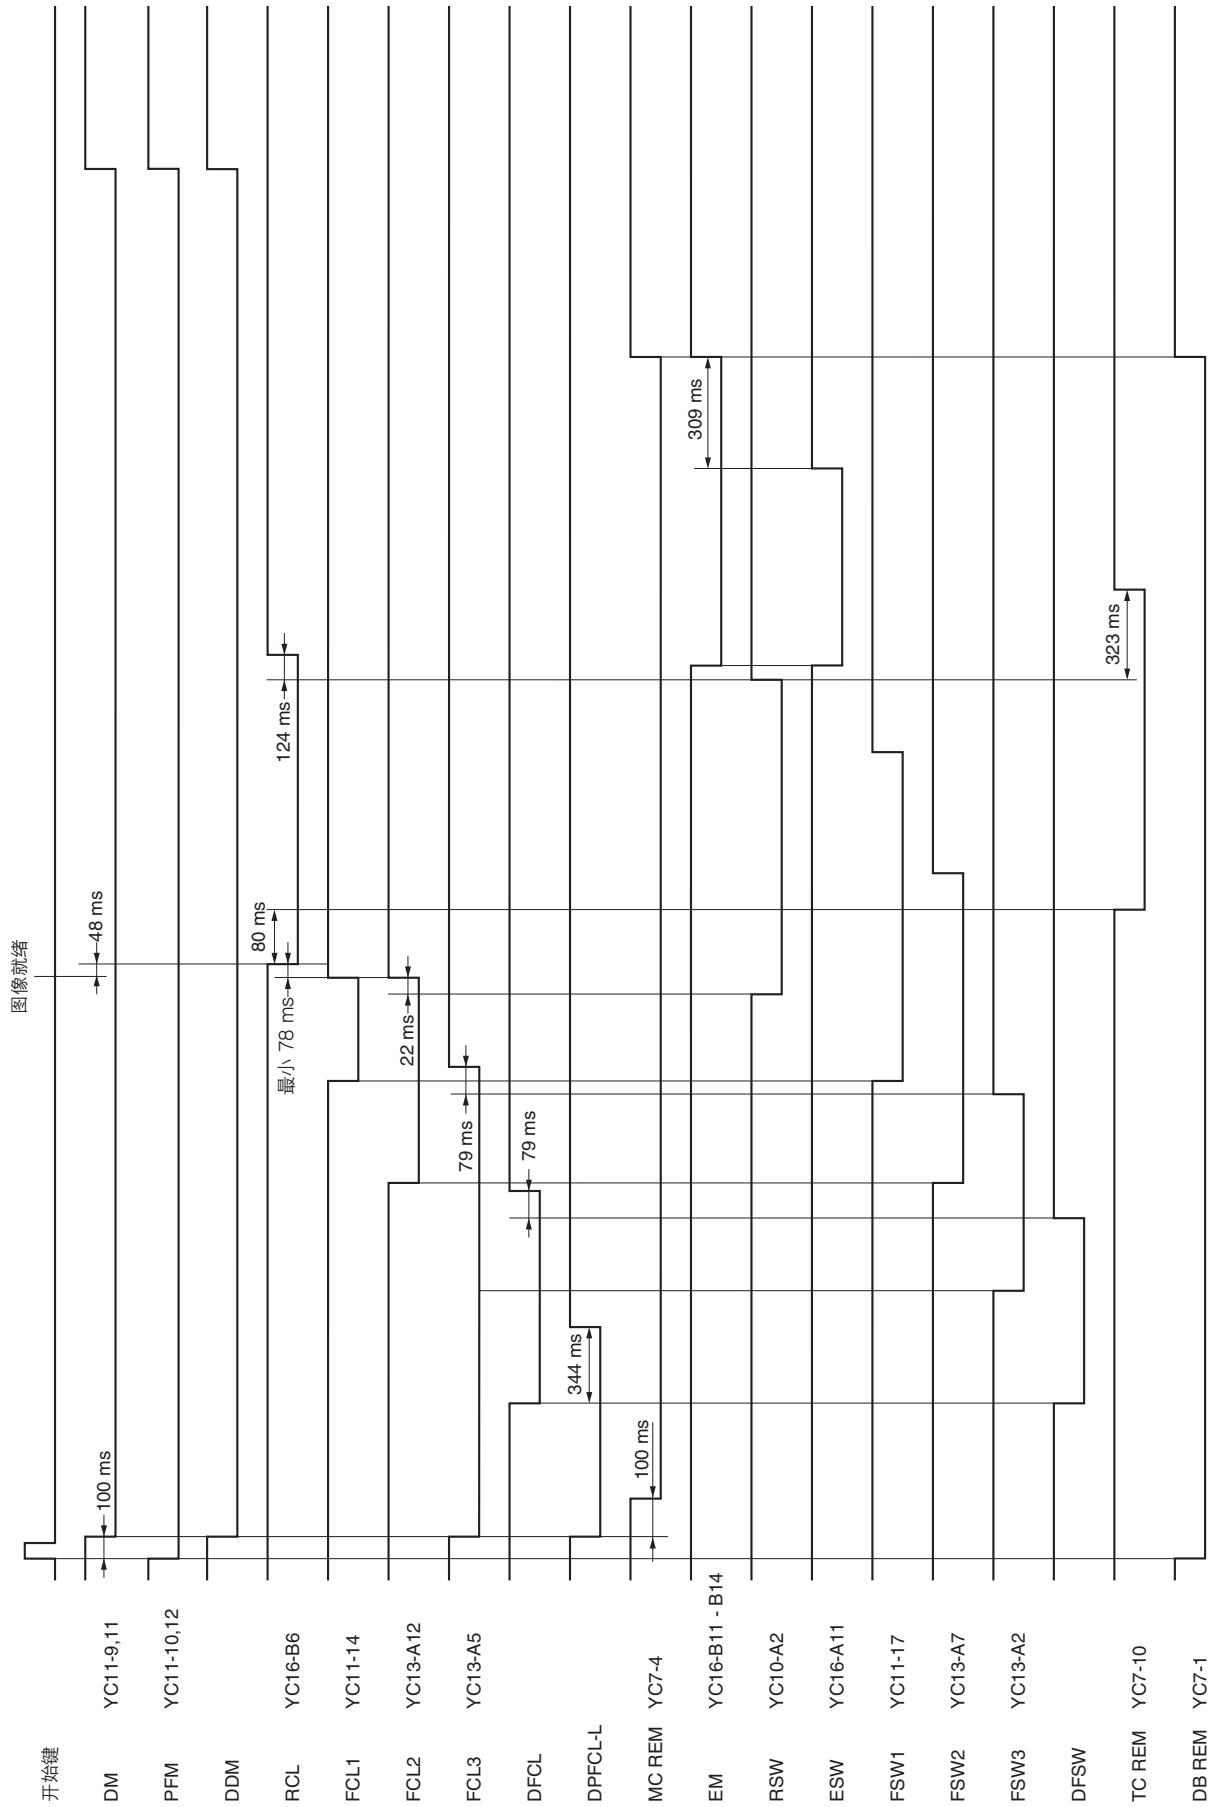 图像就绪
开始键
DM YC11-9,11
100 ms
48 ms
PFM YC11-10,12
DDM
RCL YC16-B6
最小 78 ms
80 ms
124 ms
FCL1 YC11-14
FCL2 YC13-A12
22 ms
FCL3 YC13-A5
79 ms
DFCL
79 ms
DPFCL-L
344 ms
MC REM YC7-4
100 ms
EM YC16-B11 - B14
309 ms
RSW YC10-A2
ESW YC16-A11
FSW1 YC11-17
FSW2 YC13-A7
FSW3 YC13-A2
DFSW
TC REM YC7-10
323 ms
DB REM YC7-1